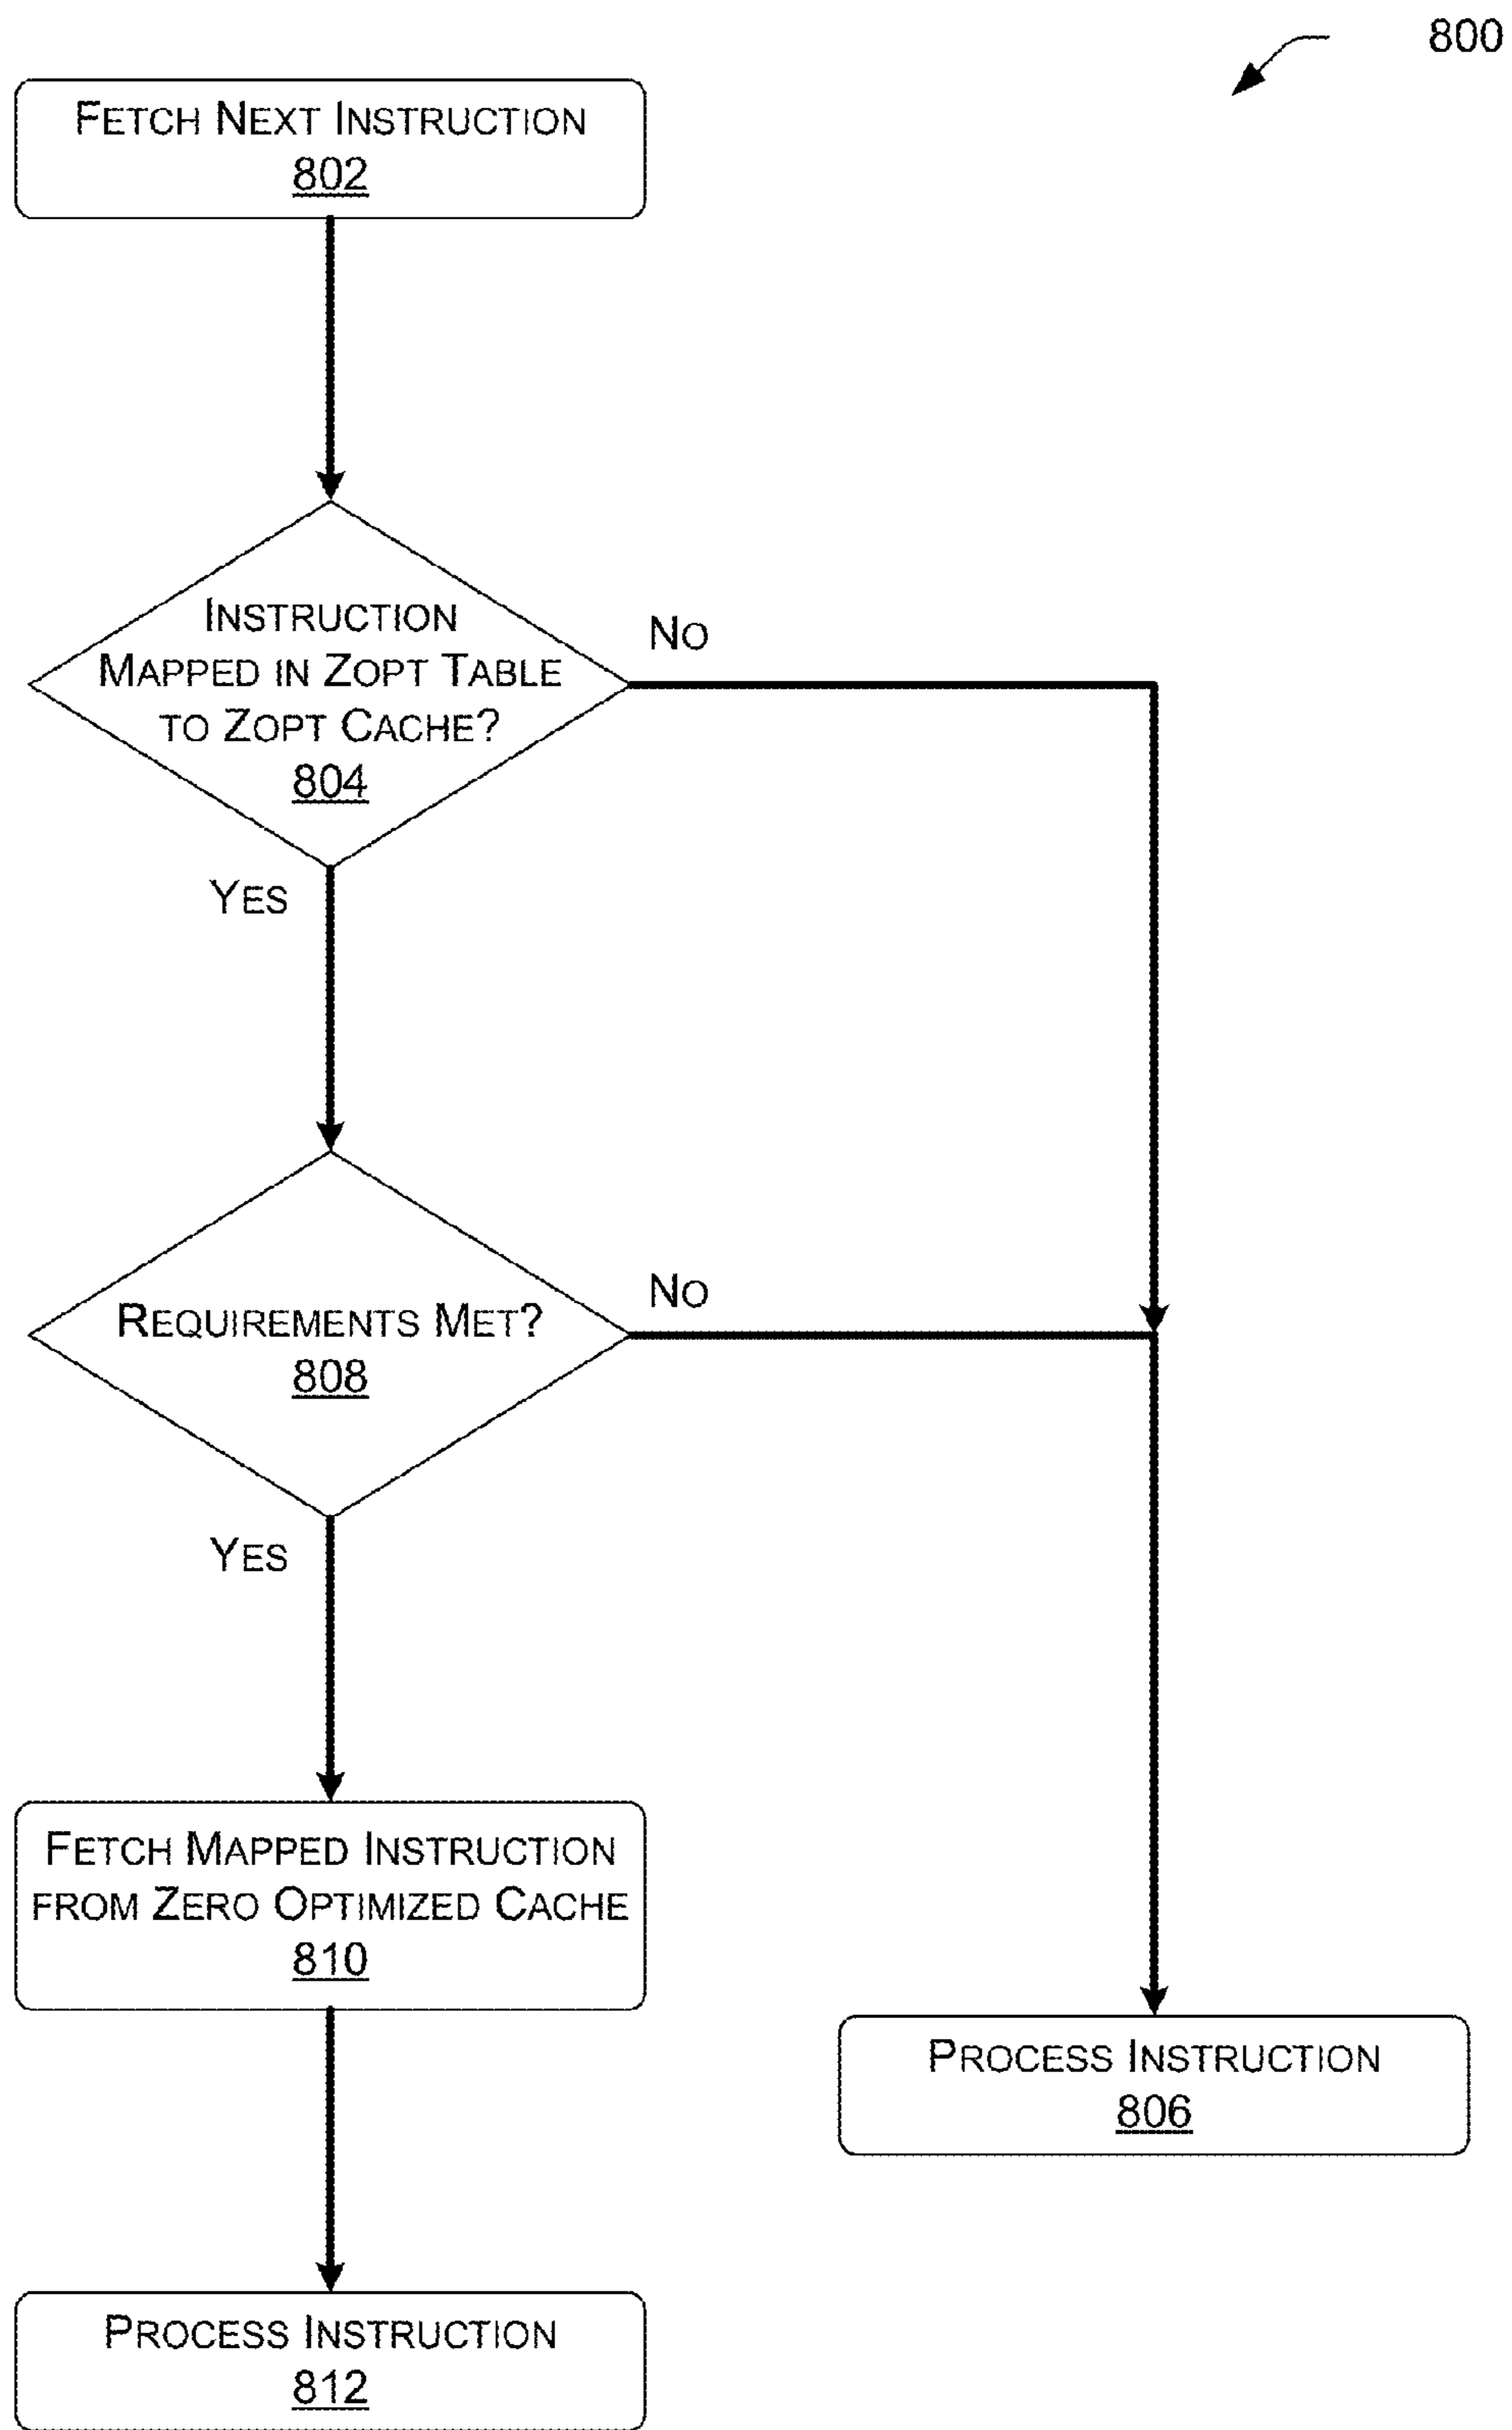 800
FETCH NEXT INSTRUCTION
802
INSTRUCTION
MAPPED IN ZOPT TABLE
TO ZOPT CACHE?
804
NO
YES
REQUIREMENTS MET?
808
NO
YES
FETCH MAPPED INSTRUCTION
FROM ZERO OPTIMIZED CACHE
810
PROCESS INSTRUCTION
806
PROCESS INSTRUCTION
812